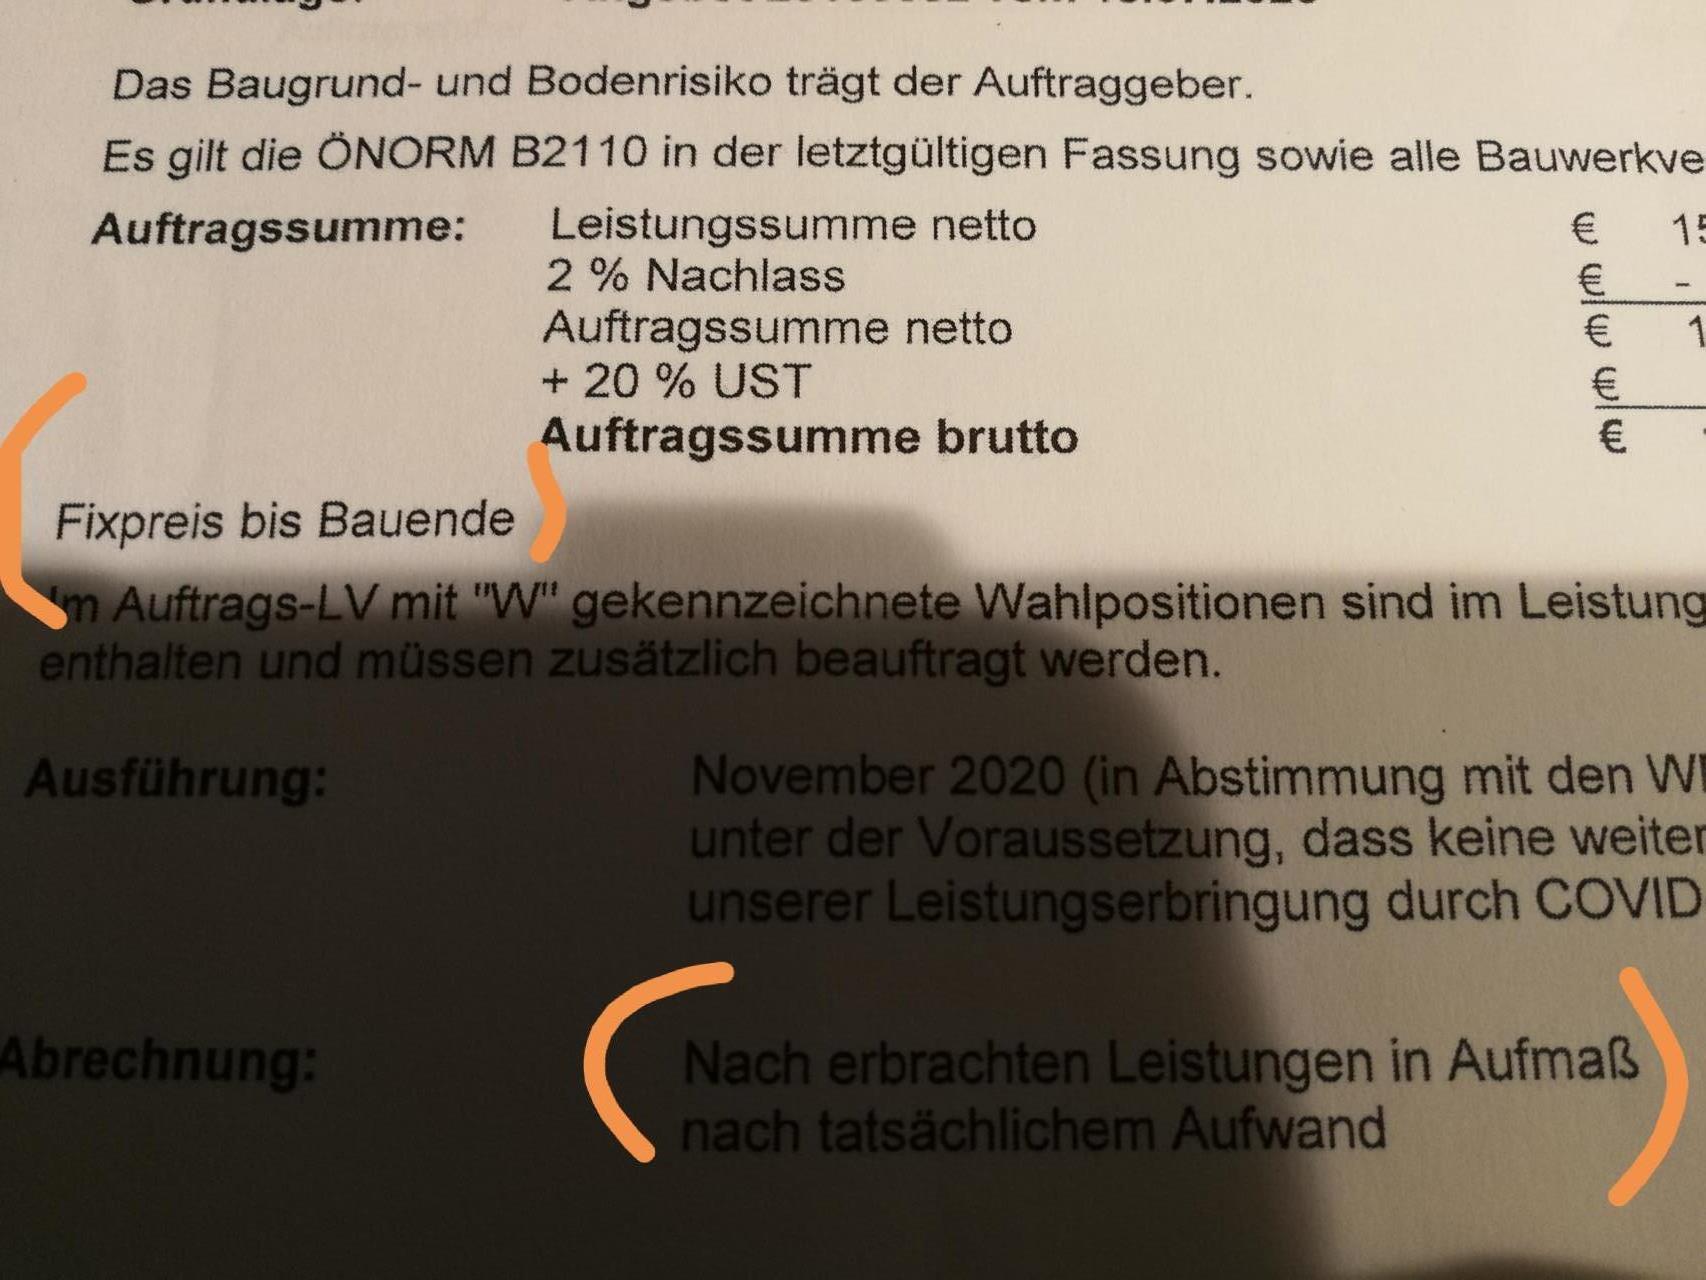 Das Baugrund- und Bodenrisiko trägt der Auftraggeber.
Es gilt die ÖNORM B2110 in der letztgültigen Fassung sowie alle Bauwerkve
Auftragssumme: Leistungssumme netto € 15
2 % Nachlass € -
Auftragssumme netto € 1
+ 20 % UST €
Auftragssumme brutto €
Fixpreis bis Bauende
Im Auftrags-LV mit "W" gekennzeichnete Wahlpositionen sind im Leistung
enthalten und müssen zusätzlich beauftragt werden.
Ausführung: November 2020 (in Abstimmung mit den
unter der Voraussetzung, dass keine weiter
unserer Leistungserbringung durch COVID
Abrechnung: Nach erbrachten Leistungen in Aufmaß
nach tatsächlichem Aufwand